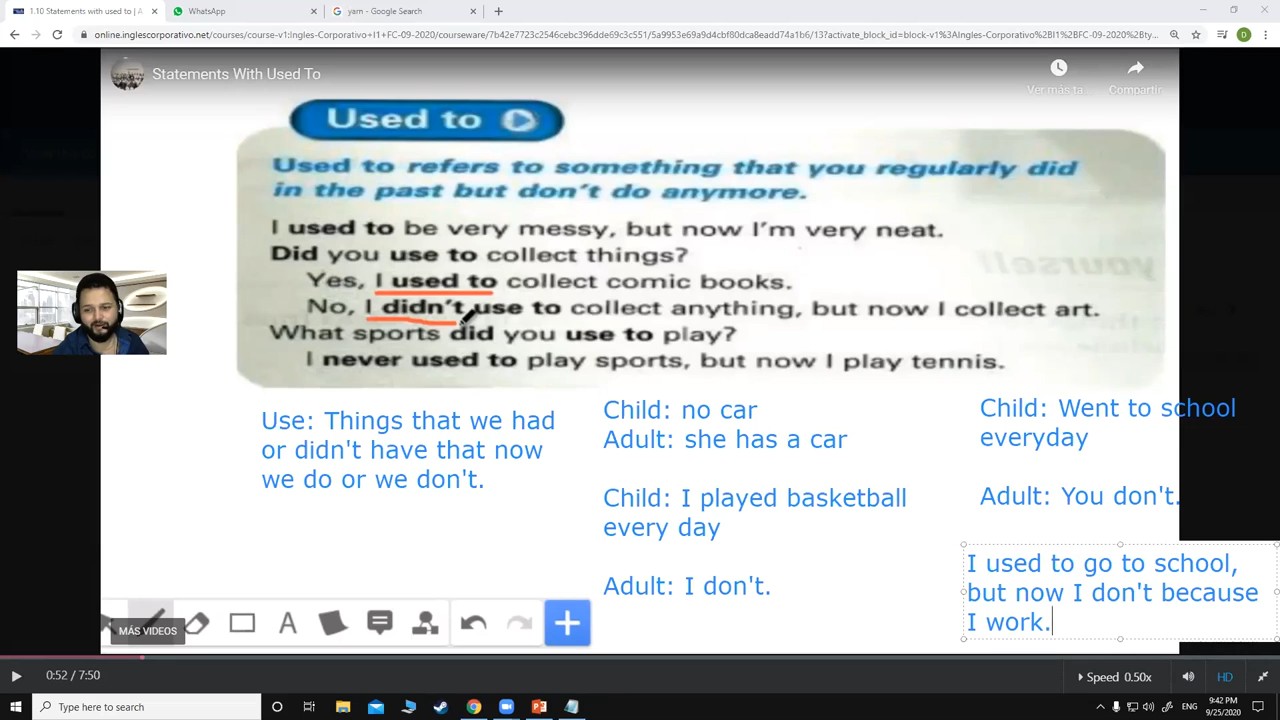 1.10 Statements with used to | A
WhatsApp
yarn - Google Search
online.inglescorporativo.net/courses/course-v1:Ingles-Corporativo+I1+FC-09-2020/courseware/7b42e7723c2546cebc396dde69c3c551/5a9953e69a9d4cbf80dca8eadd74a1b6/13?activate_block_id=block-v1%3AIngles-Corporativo%2BI1%2BFC-09-2020%2Bty...
D
Statements With Used To
Ver más ta...
Compartir
Used to
Used to refers to something that you regularly did
in the past but don't do anymore.
I used to be very messy, but now I'm very neat.
Did you use to collect things?
Yes, I used to collect comic books.
No, I didn't use to collect anything, but now I collect art.
What sports did you use to play?
I never used to play sports, but now I play tennis.
yourself
Use: Things that we had
or didn't have that now
we do or we don't.
Child: no car
Adult: she has a car
Child: I played basketball
every day
Adult: I don't.
Child: Went to school
everyday
Adult: You don't.
I used to go to school,
but now I don't because
I work.
MÁS VIDEOS
0:52 / 7:50
Speed 0.50x
HD
Type here to search
ENG
9:42 PM
9/25/2020